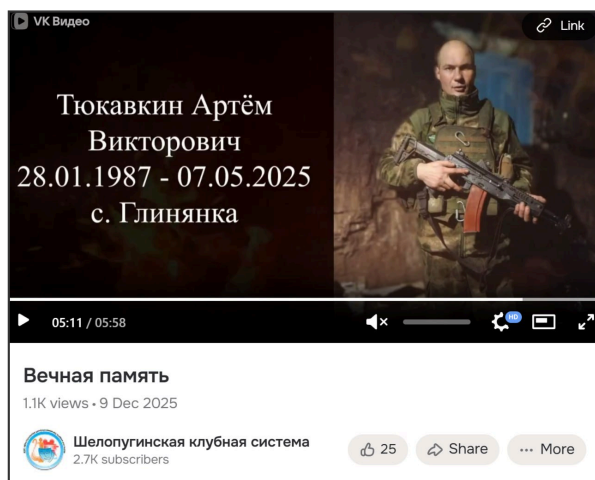 VK Видео
Link
Тюкавкин Артём
Викторович
28.01.1987 - 07.05.2025
с. Глинянка
05:11 / 05:58
HD
Вечная память
1.1K views • 9 Dec 2025
Шелопугинская клубная система
2.7K subscribers
25
Share
More